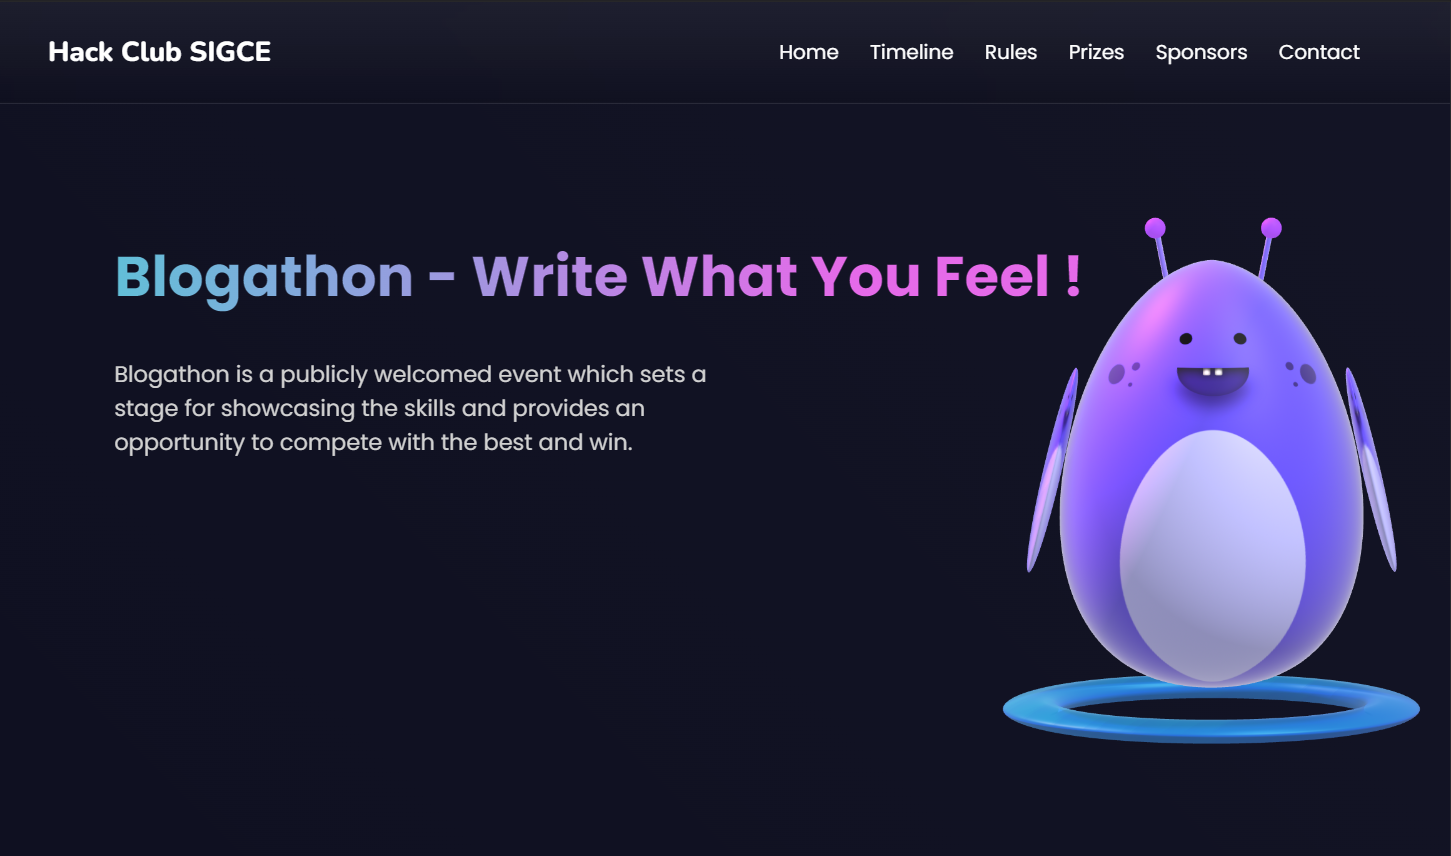 Hack Club SIGCE
Home Timeline Rules Prizes Sponsors Contact
Blogathon - Write What You Feel !
Blogathon is a publicly welcomed event which sets a
stage for showcasing the skills and provides an
opportunity to compete with the best and win.